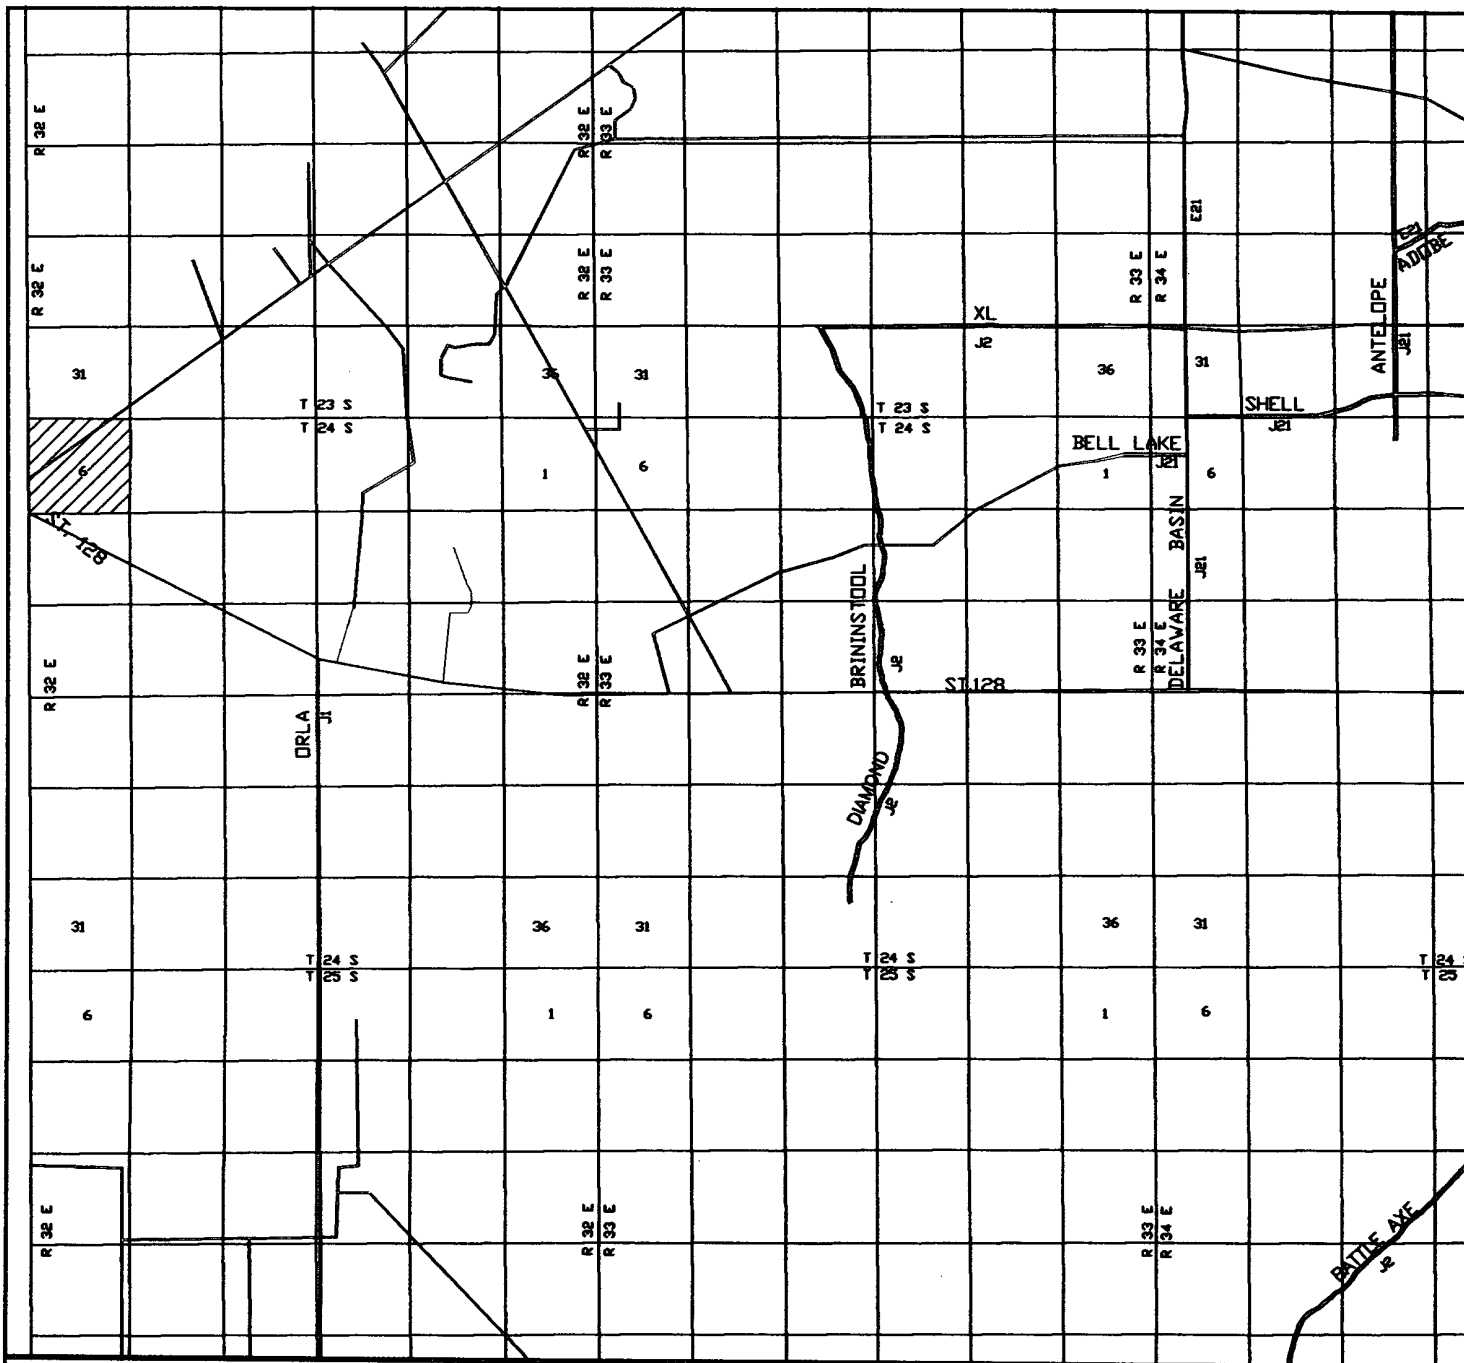 R 32 E
R 32 E
R 33 E
E21
E21
ADOBE
R 32 E
R 32 E
R 33 E
R 33 E
R 34 E
ANTELOPE
J21
XL
J2
31
36
31
36
31
T 23 S
T 24 S
T 23 S
T 24 S
SHELL
J21
BELL LAKE
J21
6
1
6
1
6
ST. 128
DELAWARE BASIN
J21
BRININSTOOL
J2
R 32 E
R 32 E
R 33 E
R 33 E
R 34 E
ST.128
ORLA
J1
DIAMOND
J2
31
36
31
36
31
T 24 S
T 25 S
T 24 S
T 25 S
T 24
T 25
6
1
6
1
6
R 32 E
R 32 E
R 33 E
R 33 E
R 34 E
BATTLE AXE
J2